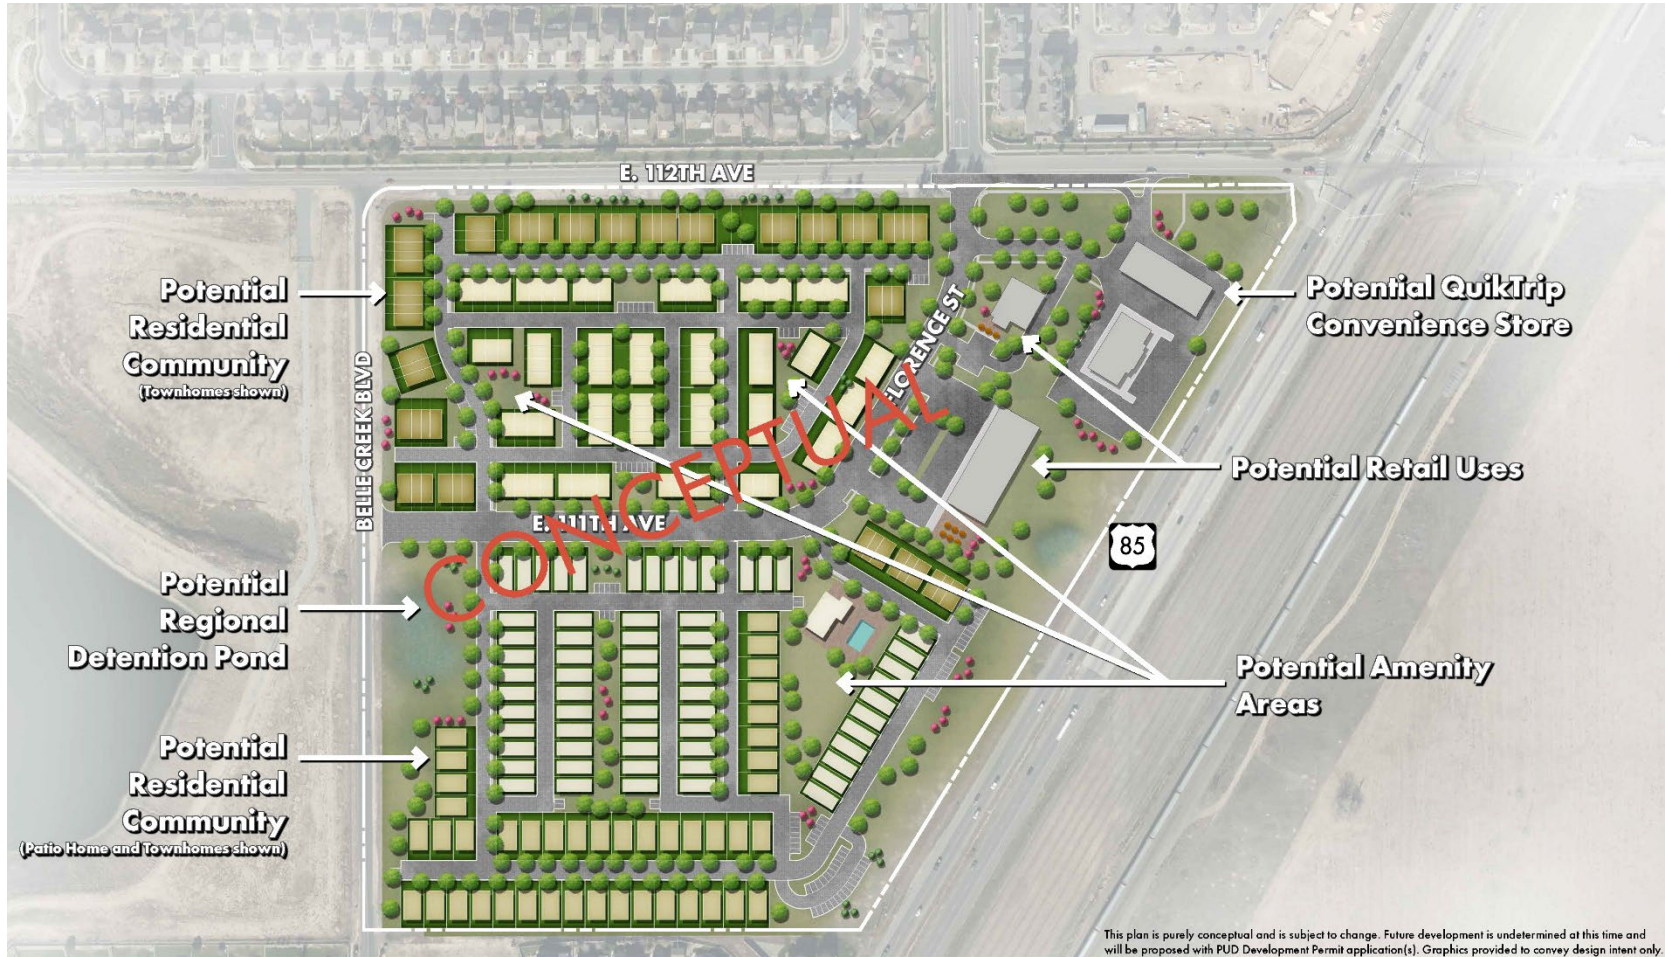 E. 112TH AVE
Potential
Residential
Community
(Townhomes shown)
BELLE CREEK BLVD
FLORENCE ST
Potential QuikTrip
Convenience Store
CONCEPTUAL
Potential Retail Uses
E. 111TH AVE
85
Potential
Regional
Detention Pond
Potential Amenity
Areas
Potential
Residential
Community
(Patio Home and Townhomes shown)
This plan is purely conceptual and is subject to change. Future development is undetermined at this time and
will be proposed with PUD Development Permit application(s). Graphics provided to convey design intent only.